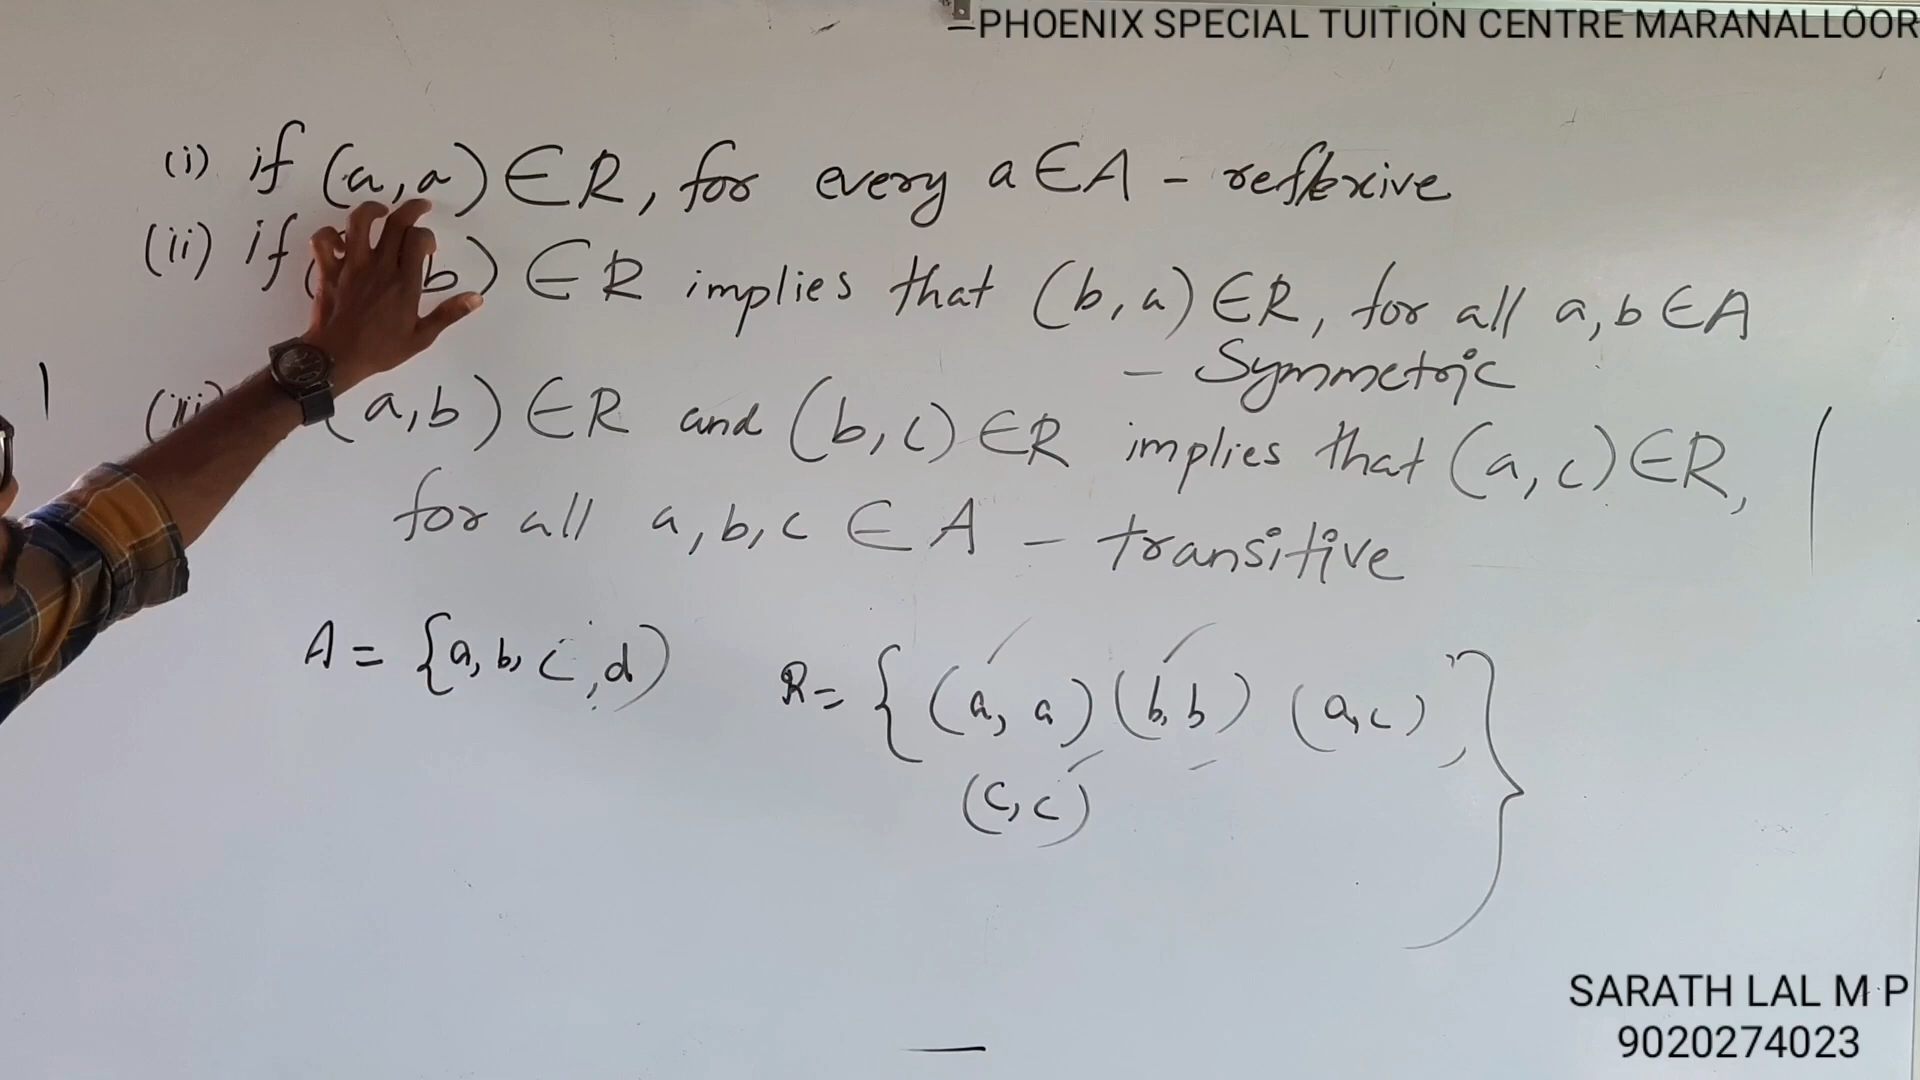 PHOENIX SPECIAL TUITION CENTRE MARANALLOOR
(i) if (a,a) ∈ R, for every a ∈ A - reflexive
(ii) if ( b) ∈ R implies that (b,a) ∈ R, for all a,b ∈ A
- Symmetric
(iii) (a,b) ∈ R and (b,c) ∈ R implies that (a,c) ∈ R,
for all a,b,c ∈ A - transitive
A = {a, b, c, d}
R = { (a, a) (b, b) (a, c),
(c, c) }
SARATH LAL M P
9020274023